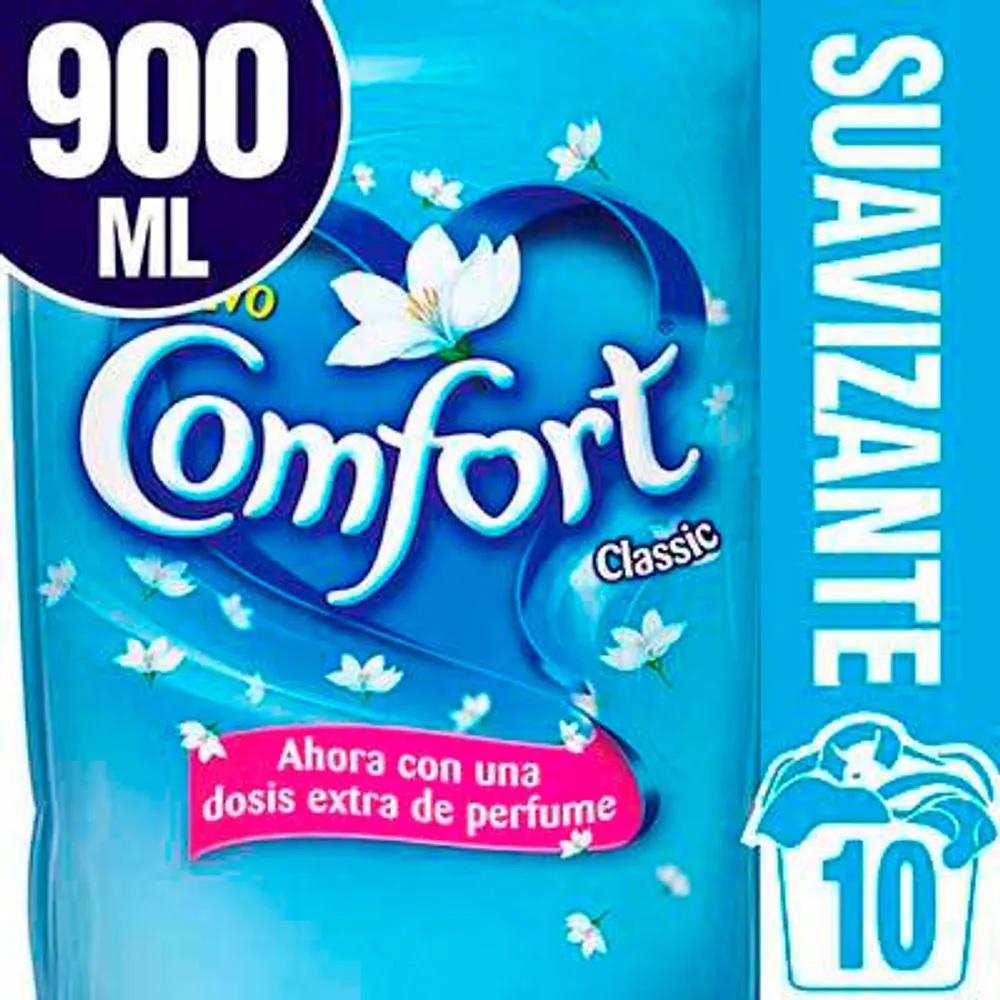 900
ML
Comfort®
Classic
Ahora con una
dosis extra de perfume
SUAVIZANTE
10